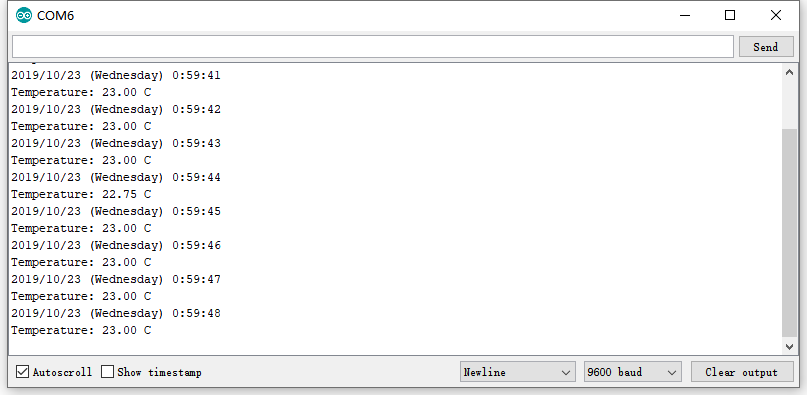 COM6
Send
2019/10/23 (Wednesday) 0:59:41
Temperature: 23.00 C
2019/10/23 (Wednesday) 0:59:42
Temperature: 23.00 C
2019/10/23 (Wednesday) 0:59:43
Temperature: 23.00 C
2019/10/23 (Wednesday) 0:59:44
Temperature: 22.75 C
2019/10/23 (Wednesday) 0:59:45
Temperature: 23.00 C
2019/10/23 (Wednesday) 0:59:46
Temperature: 23.00 C
2019/10/23 (Wednesday) 0:59:47
Temperature: 23.00 C
2019/10/23 (Wednesday) 0:59:48
Temperature: 23.00 C
Autoscroll Show timestamp Newline 9600 baud Clear output